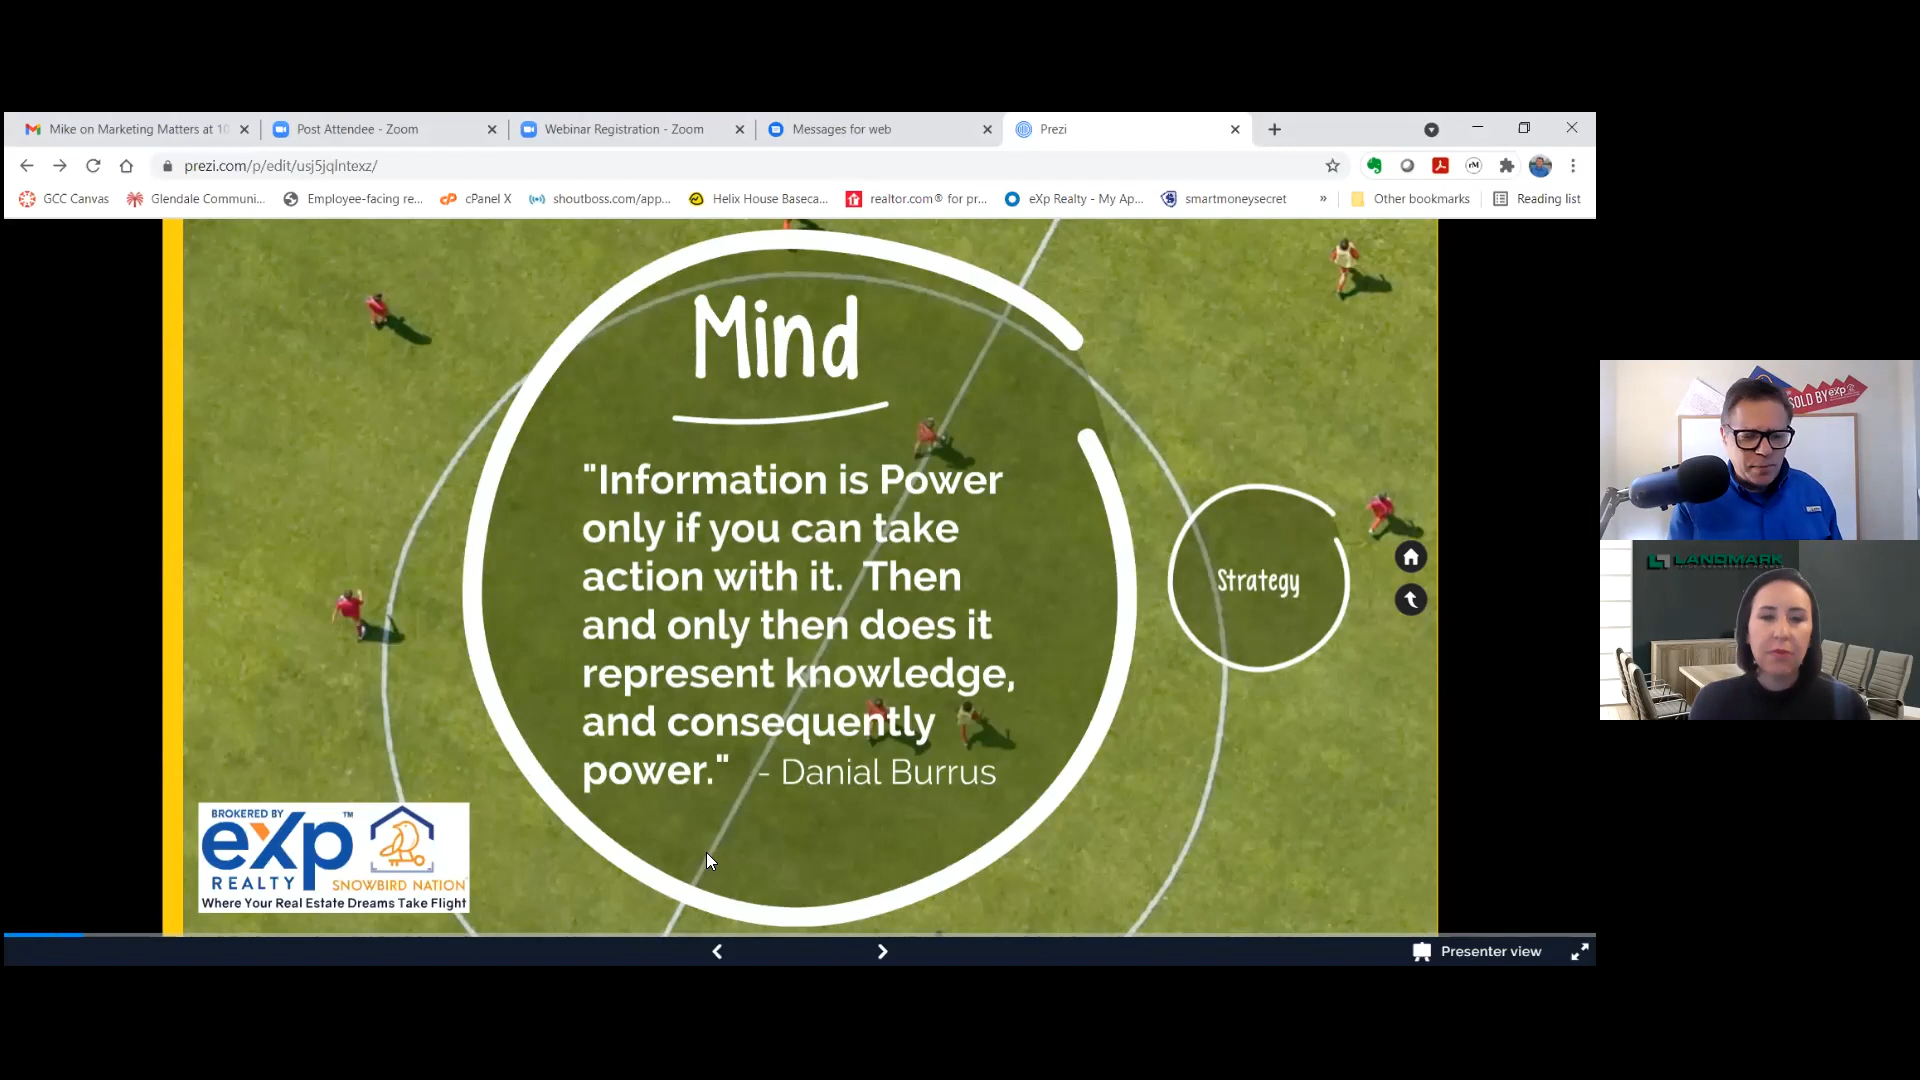 Mike on Marketing Matters at 10
Post Attendee - Zoom
Webinar Registration - Zoom
Messages for web
Prezi
prezi.com/p/edit/usj5jqlntexz/
GCC Canvas
Glendale Communi...
Employee-facing re...
cPanel X
shoutboss.com/app...
Helix House Baseca...
realtor.com® for pr...
eXp Realty - My Ap...
smartmoneysecret
»
Other bookmarks
Reading list
Mind
"Information is Power
only if you can take
action with it. Then
and only then does it
represent knowledge,
and consequently
power." - Danial Burrus
Strategy
BROKERED BY
eXp™
REALTY
SNOWBIRD NATION
Where Your Real Estate Dreams Take Flight
Presenter view
SOLD BY eXp
LANDMARK